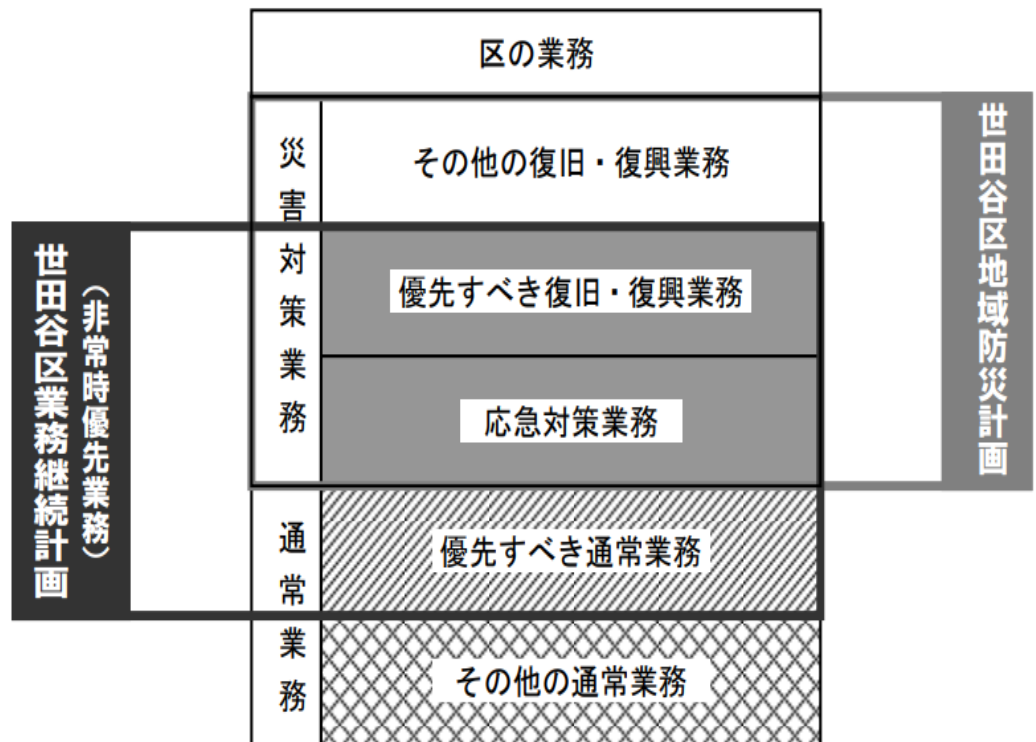 区の業務
災害対策業務
その他の復旧・復興業務
優先すべき復旧・復興業務
応急対策業務
通常業務
優先すべき通常業務
その他の通常業務
世田谷区業務継続計画
（非常時優先業務）
世田谷区地域防災計画